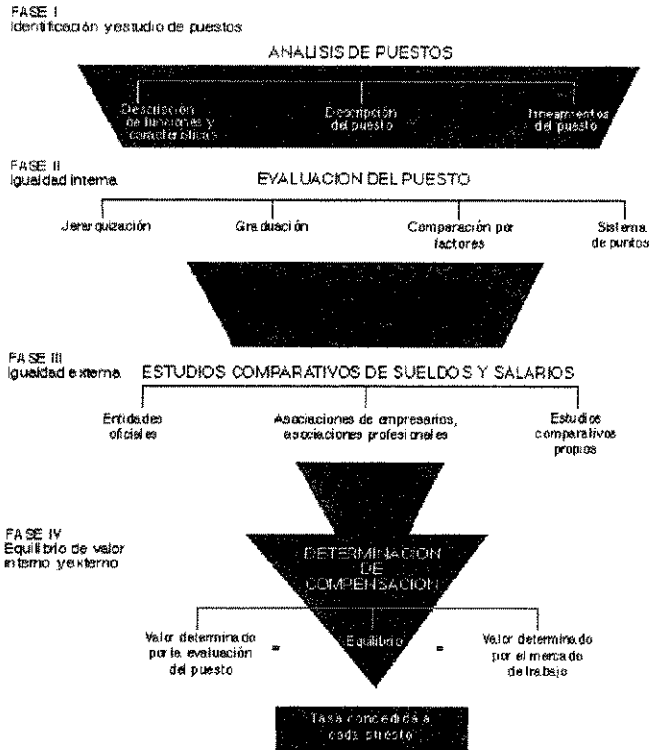 FASE I
Identificación y estudio de puestos
ANALISIS DE PUESTOS
Descripción
de funciones y
características
Descripción
del puesto
lineamientos
del puesto
FASE II
Igualdad interna
EVALUACION DEL PUESTO
Jerarquización
Graduación
Comparación por
factores
Sistema
de puntos
FASE III
Igualdad externa
ESTUDIOS COMPARATIVOS DE SUELDOS Y SALARIOS
Entidades
oficiales
Asociaciones de empresarios,
asociaciones profesionales
Estudios
comparativos
propios
FASE IV
Equilibrio de valor
interno y externo
DETERMINACION
DE
COMPENSACION
Valor determinado
por la evaluación
del puesto
=
Equilibrio
=
Valor determinado
por el mercado
de trabajo
Tasa concedida a
cada puesto